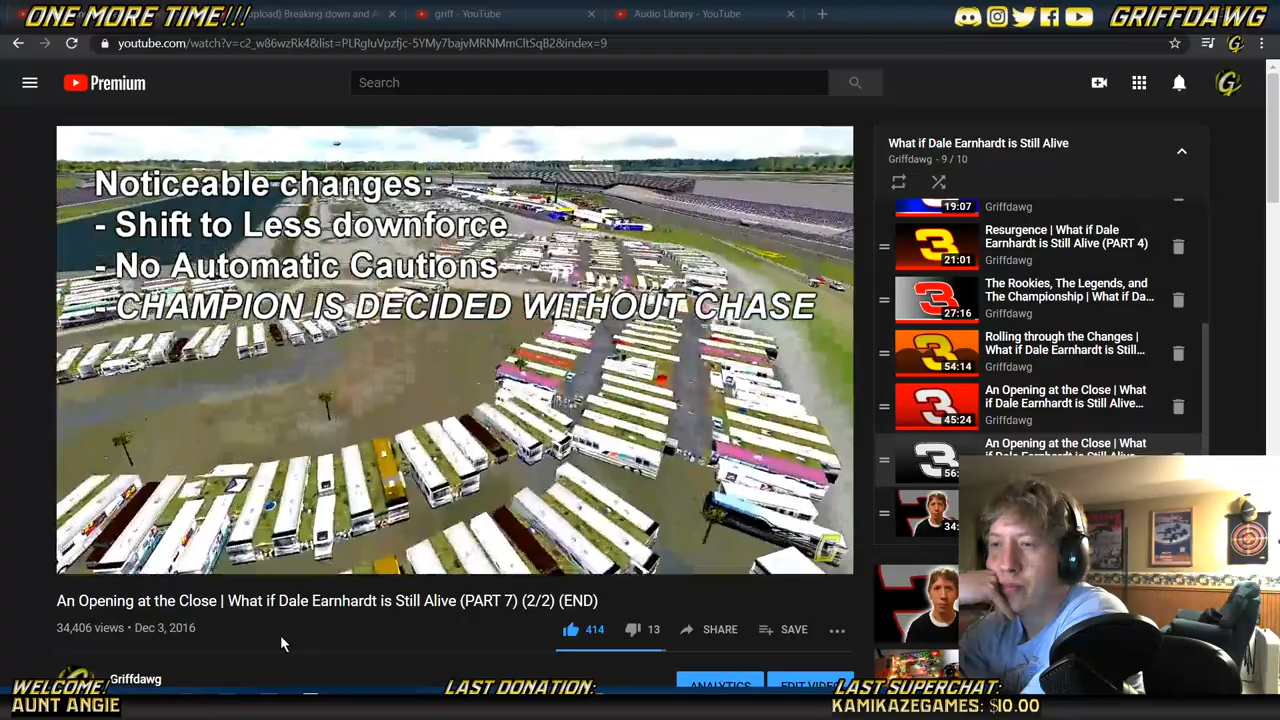 ONE MORE TIME!!!
upload) Breaking down and A
griff - YouTube
Audio Library - YouTube
GRIFFDAWG
youtube.com/watch?v=c2_w86wzRk4&list=PLRgIuVpzfjc-5YMy7bajvMRNMmCltSqB2&index=9
Premium
Search
Noticeable changes:
- Shift to Less downforce
- No Automatic Cautions
- CHAMPION IS DECIDED WITHOUT CHASE
What if Dale Earnhardt is Still Alive
Griffdawg - 9 / 10
19:07
Griffdawg
Resurgence | What if Dale
Earnhardt is Still Alive (PART 4)
Griffdawg
21:01
The Rookies, The Legends, and
The Championship | What if Da...
Griffdawg
27:16
Rolling through the Changes |
What if Dale Earnhardt is Still...
Griffdawg
54:14
An Opening at the Close | What
if Dale Earnhardt is Still Alive...
Griffdawg
45:24
An Opening at the Close | What
56:
34:
An Opening at the Close | What if Dale Earnhardt is Still Alive (PART 7) (2/2) (END)
34,406 views • Dec 3, 2016
414
13
SHARE
SAVE
Griffdawg
ANALYTICS
EDIT VIDEO
WELCOME!
AUNT ANGIE
LAST DONATION:
LAST SUPERCHAT:
KAMIKAZEGAMES: $10.00